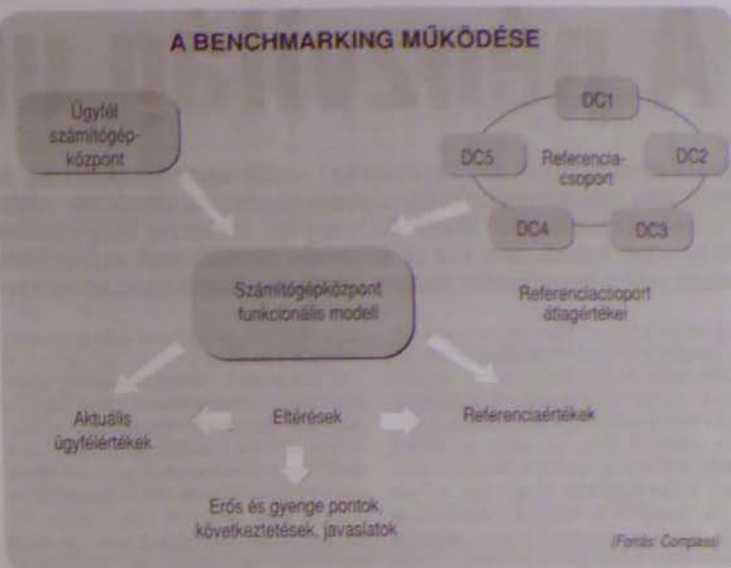 A BENCHMARKING MŰKÖDÉSE
Ügyfél
számítógép-
központ
DC1
DC5
Referencia-
csoport
DC2
DC4
DC3
Referenciacsoport
átlagértékei
Számítógépközpont
funkcionális modell
Aktuális
ügyfélértékek
Eltérések
Referenciaértékek
Erős és gyenge pontok,
következtetések, javaslatok
(Forrás: Compass)